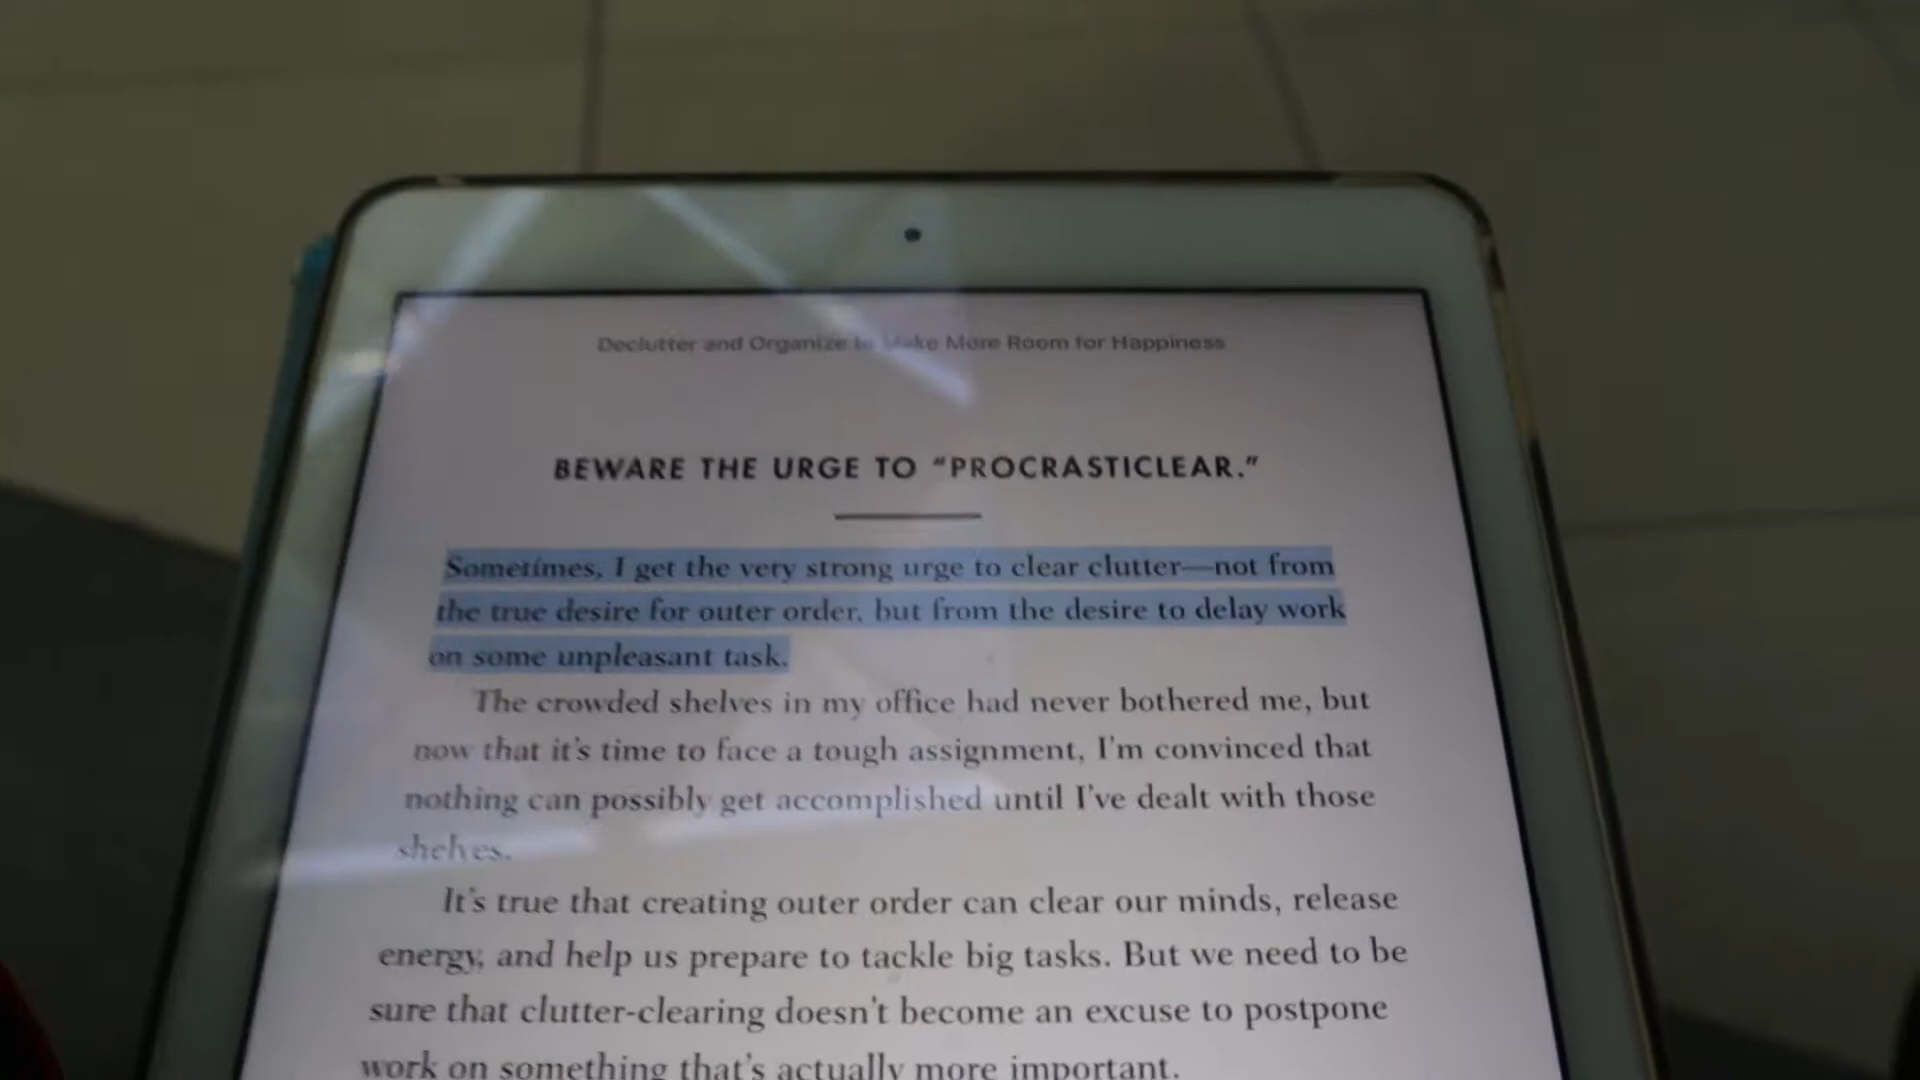 Declutter and Organize to Make More Room for Happiness
BEWARE THE URGE TO “PROCRASTICLEAR.”
Sometimes, I get the very strong urge to clear clutter—not from
the true desire for outer order, but from the desire to delay work
on some unpleasant task.
The crowded shelves in my office had never bothered me, but
now that it’s time to face a tough assignment, I’m convinced that
nothing can possibly get accomplished until I’ve dealt with those
shelves.
It’s true that creating outer order can clear our minds, release
energy, and help us prepare to tackle big tasks. But we need to be
sure that clutter-clearing doesn’t become an excuse to postpone
work on something that’s actually more important.